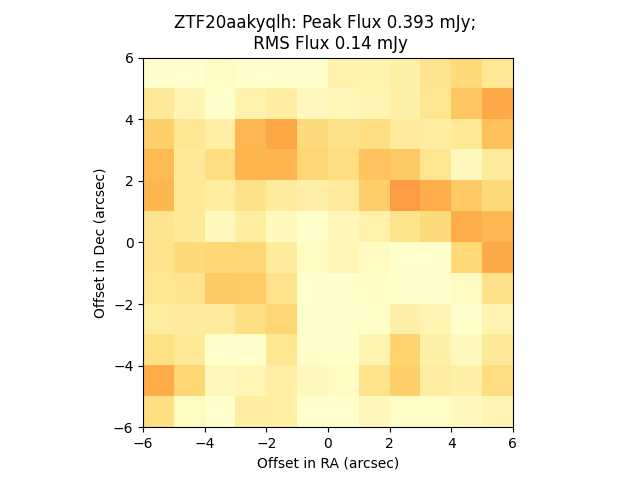 ZTF20aakyqlh: Peak Flux 0.393 mJy;
RMS Flux 0.14 mJy
6
4
2
0
−2
−4
−6
Offset in Dec (arcsec)
−6 −4 −2 0 2 4 6
Offset in RA (arcsec)